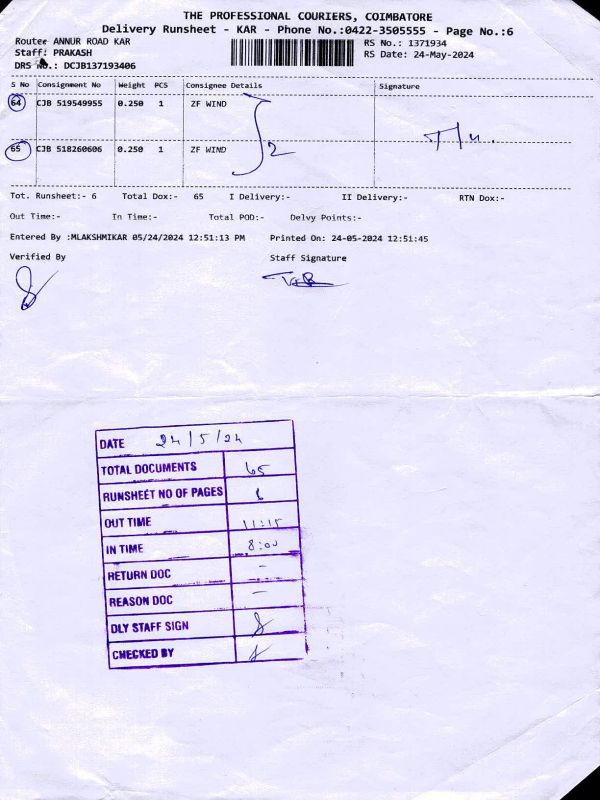 THE PROFESSIONAL COURIERS, COIMBATORE
Delivery Runsheet - KAR - Phone No.:0422-3505555 - Page No.:6
Route: ANNUR ROAD KAR
RS No.: 1371934
Staff: PRAKASH
RS Date: 24-May-2024
DRS No.: DCJB137193406
S No Consignment No Weight PCS Consignee Details Signature
64 CJB 519549955 0.250 1 ZF WIND
2
65 CJB 518260606 0.250 1 ZF WIND
Tot. Runsheet:- 6 Total Dox:- 65 I Delivery:- II Delivery:- RTN Dox:-
Out Time:- In Time:- Total POD:- Delvy Points:-
Entered By :MLAKSHMIKAR 05/24/2024 12:51:13 PM Printed On: 24-05-2024 12:51:45
Verified By Staff Signature
DATE 24/5/24
TOTAL DOCUMENTS 65
RUNSHEET NO OF PAGES 6
OUT TIME 11:15
IN TIME 8:00
RETURN DOC -
REASON DOC -
DLY STAFF SIGN
CHECKED BY